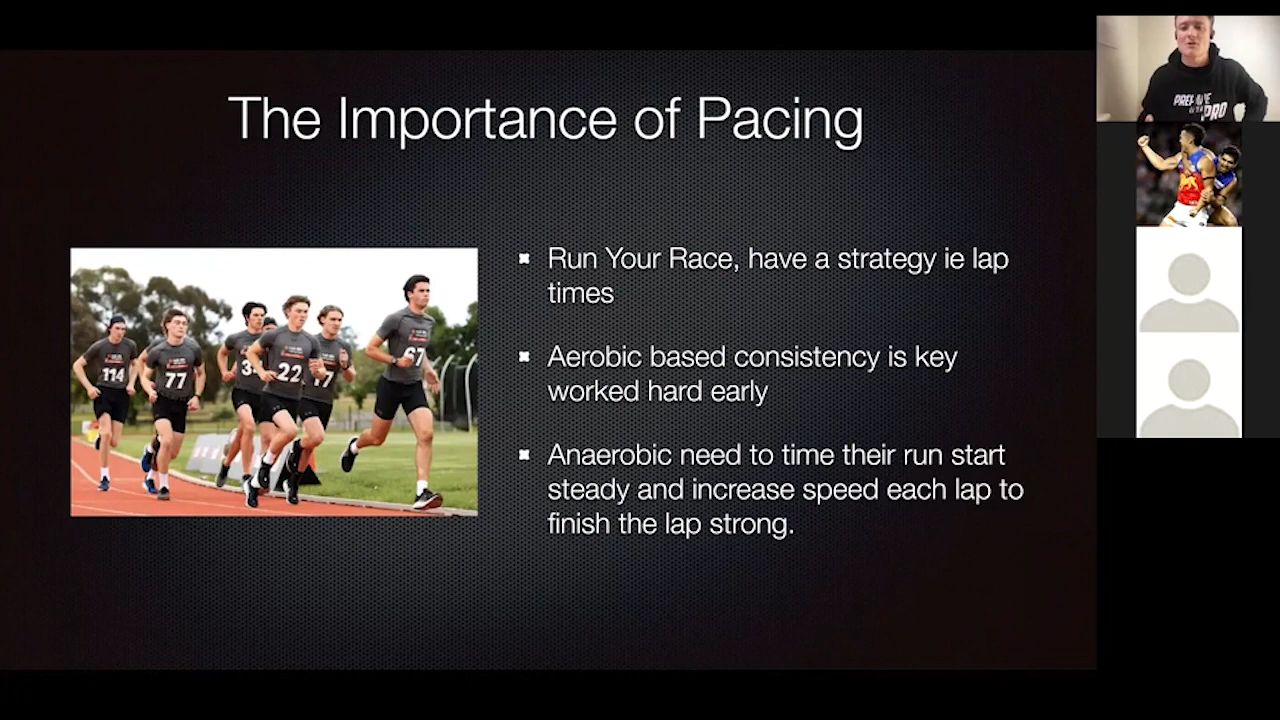 The Importance of Pacing
Run Your Race, have a strategy ie lap
times
Aerobic based consistency is key
worked hard early
Anaerobic need to time their run start
steady and increase speed each lap to
finish the lap strong.
114
77
22
17
67
PRO